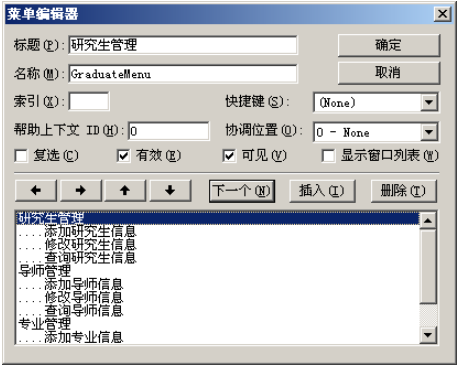 菜单编辑器
标题(P): 研究生管理 确定
名称(M): GraduateMenu 取消
索引(X): 快捷键(S): (None)
帮助上下文 ID(H): 0 协调位置(O): 0 - None
复选(C) 有效(E) 可见(V) 显示窗口列表(W)
下一个(N) 插入(I) 删除(T)
研究生管理
....添加研究生信息
....修改研究生信息
....查询研究生信息
导师管理
....添加导师信息
....修改导师信息
....查询导师信息
专业管理
....添加专业信息